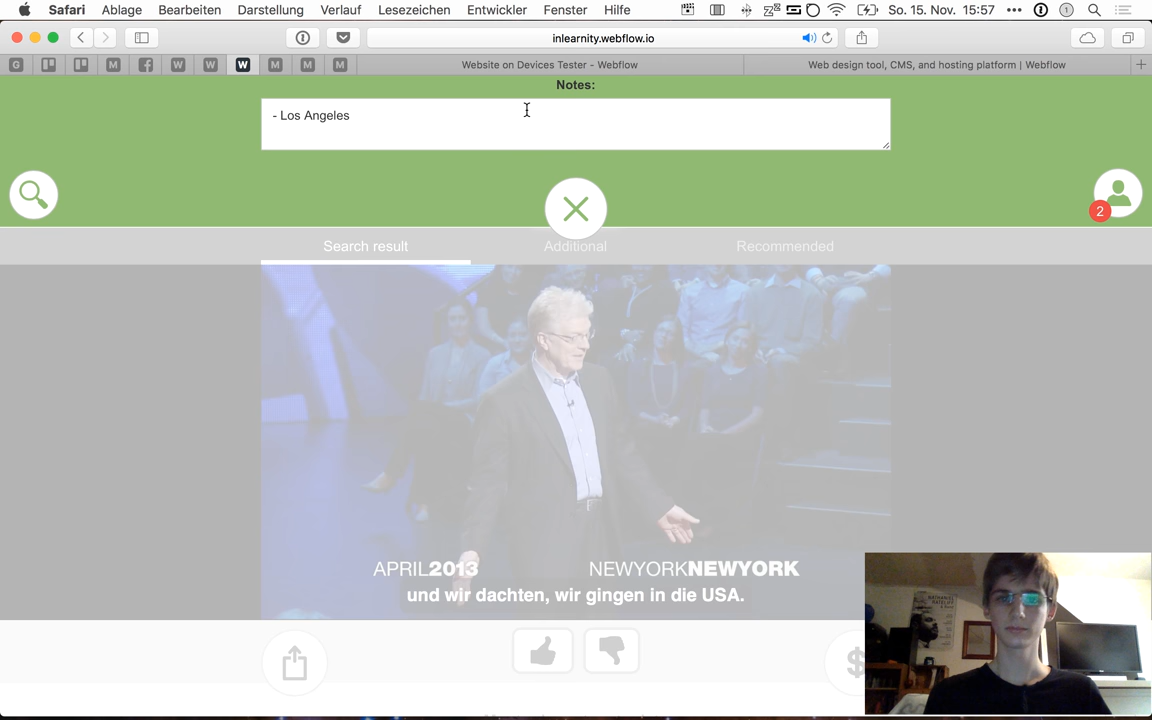 Safari Ablage Bearbeiten Darstellung Verlauf Lesezeichen Entwickler Fenster Hilfe So. 15. Nov. 15:57 1
inlearnity.webflow.io
G M f W W W M M M Website on Devices Tester - Webflow Web design tool, CMS, and hosting platform | Webflow
Notes:
- Los Angeles
2
Search result Additional Recommended
APRIL2013 NEWYORKNEWYORK
und wir dachten, wir gingen in die USA.
$